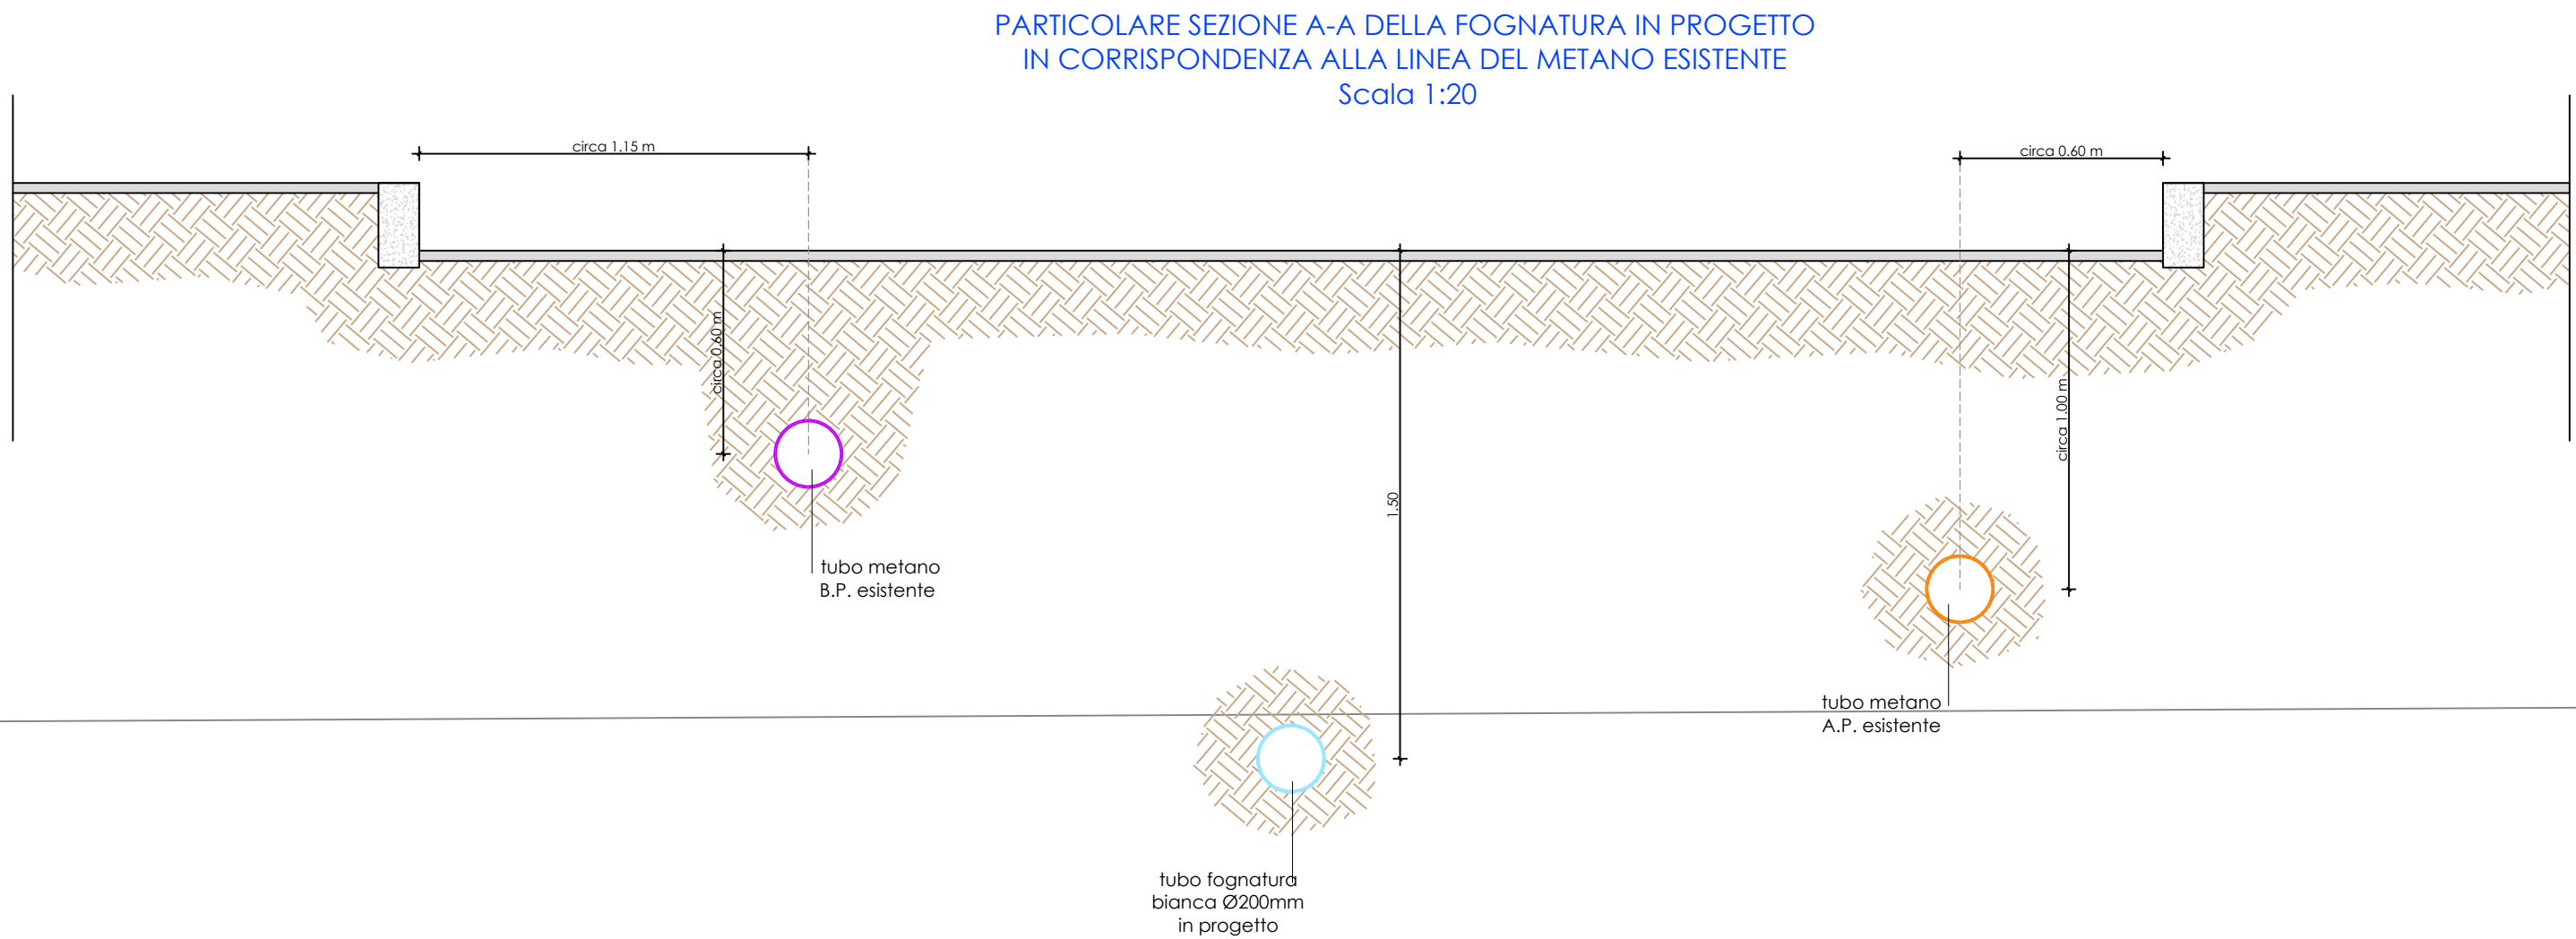 PARTICOLARE SEZIONE A-A DELLA FOGNATURA IN PROGETTO
IN CORRISPONDENZA ALLA LINEA DEL METANO ESISTENTE
Scala 1:20
circa 1.15 m
circa 0.60 m
circa 0.60 m
1.50
circa 1.00 m
tubo metano
B.P. esistente
tubo metano
A.P. esistente
tubo fognatura
bianca Ø200mm
in progetto